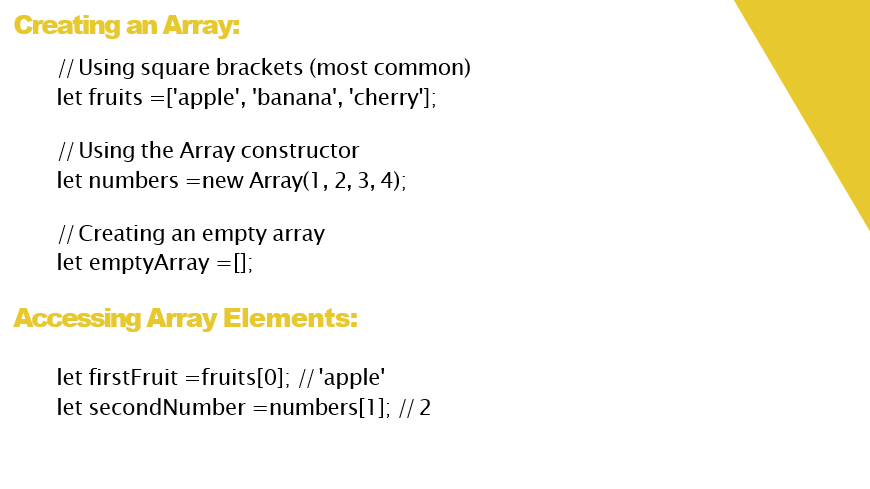 Creating an Array:
// Using square brackets (most common)
let fruits =['apple', 'banana', 'cherry'];
// Using the Array constructor
let numbers =new Array(1, 2, 3, 4);
// Creating an empty array
let emptyArray =[];
Accessing Array Elements:
let firstFruit =fruits[0]; // 'apple'
let secondNumber =numbers[1]; // 2